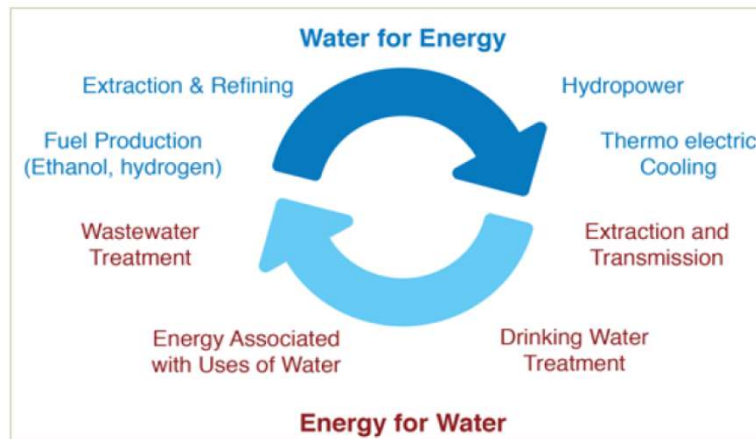 Water for Energy
Extraction & Refining
Hydropower
Fuel Production
(Ethanol, hydrogen)
Thermo electric
Cooling
Wastewater
Treatment
Extraction and
Transmission
Energy Associated
with Uses of Water
Drinking Water
Treatment
Energy for Water